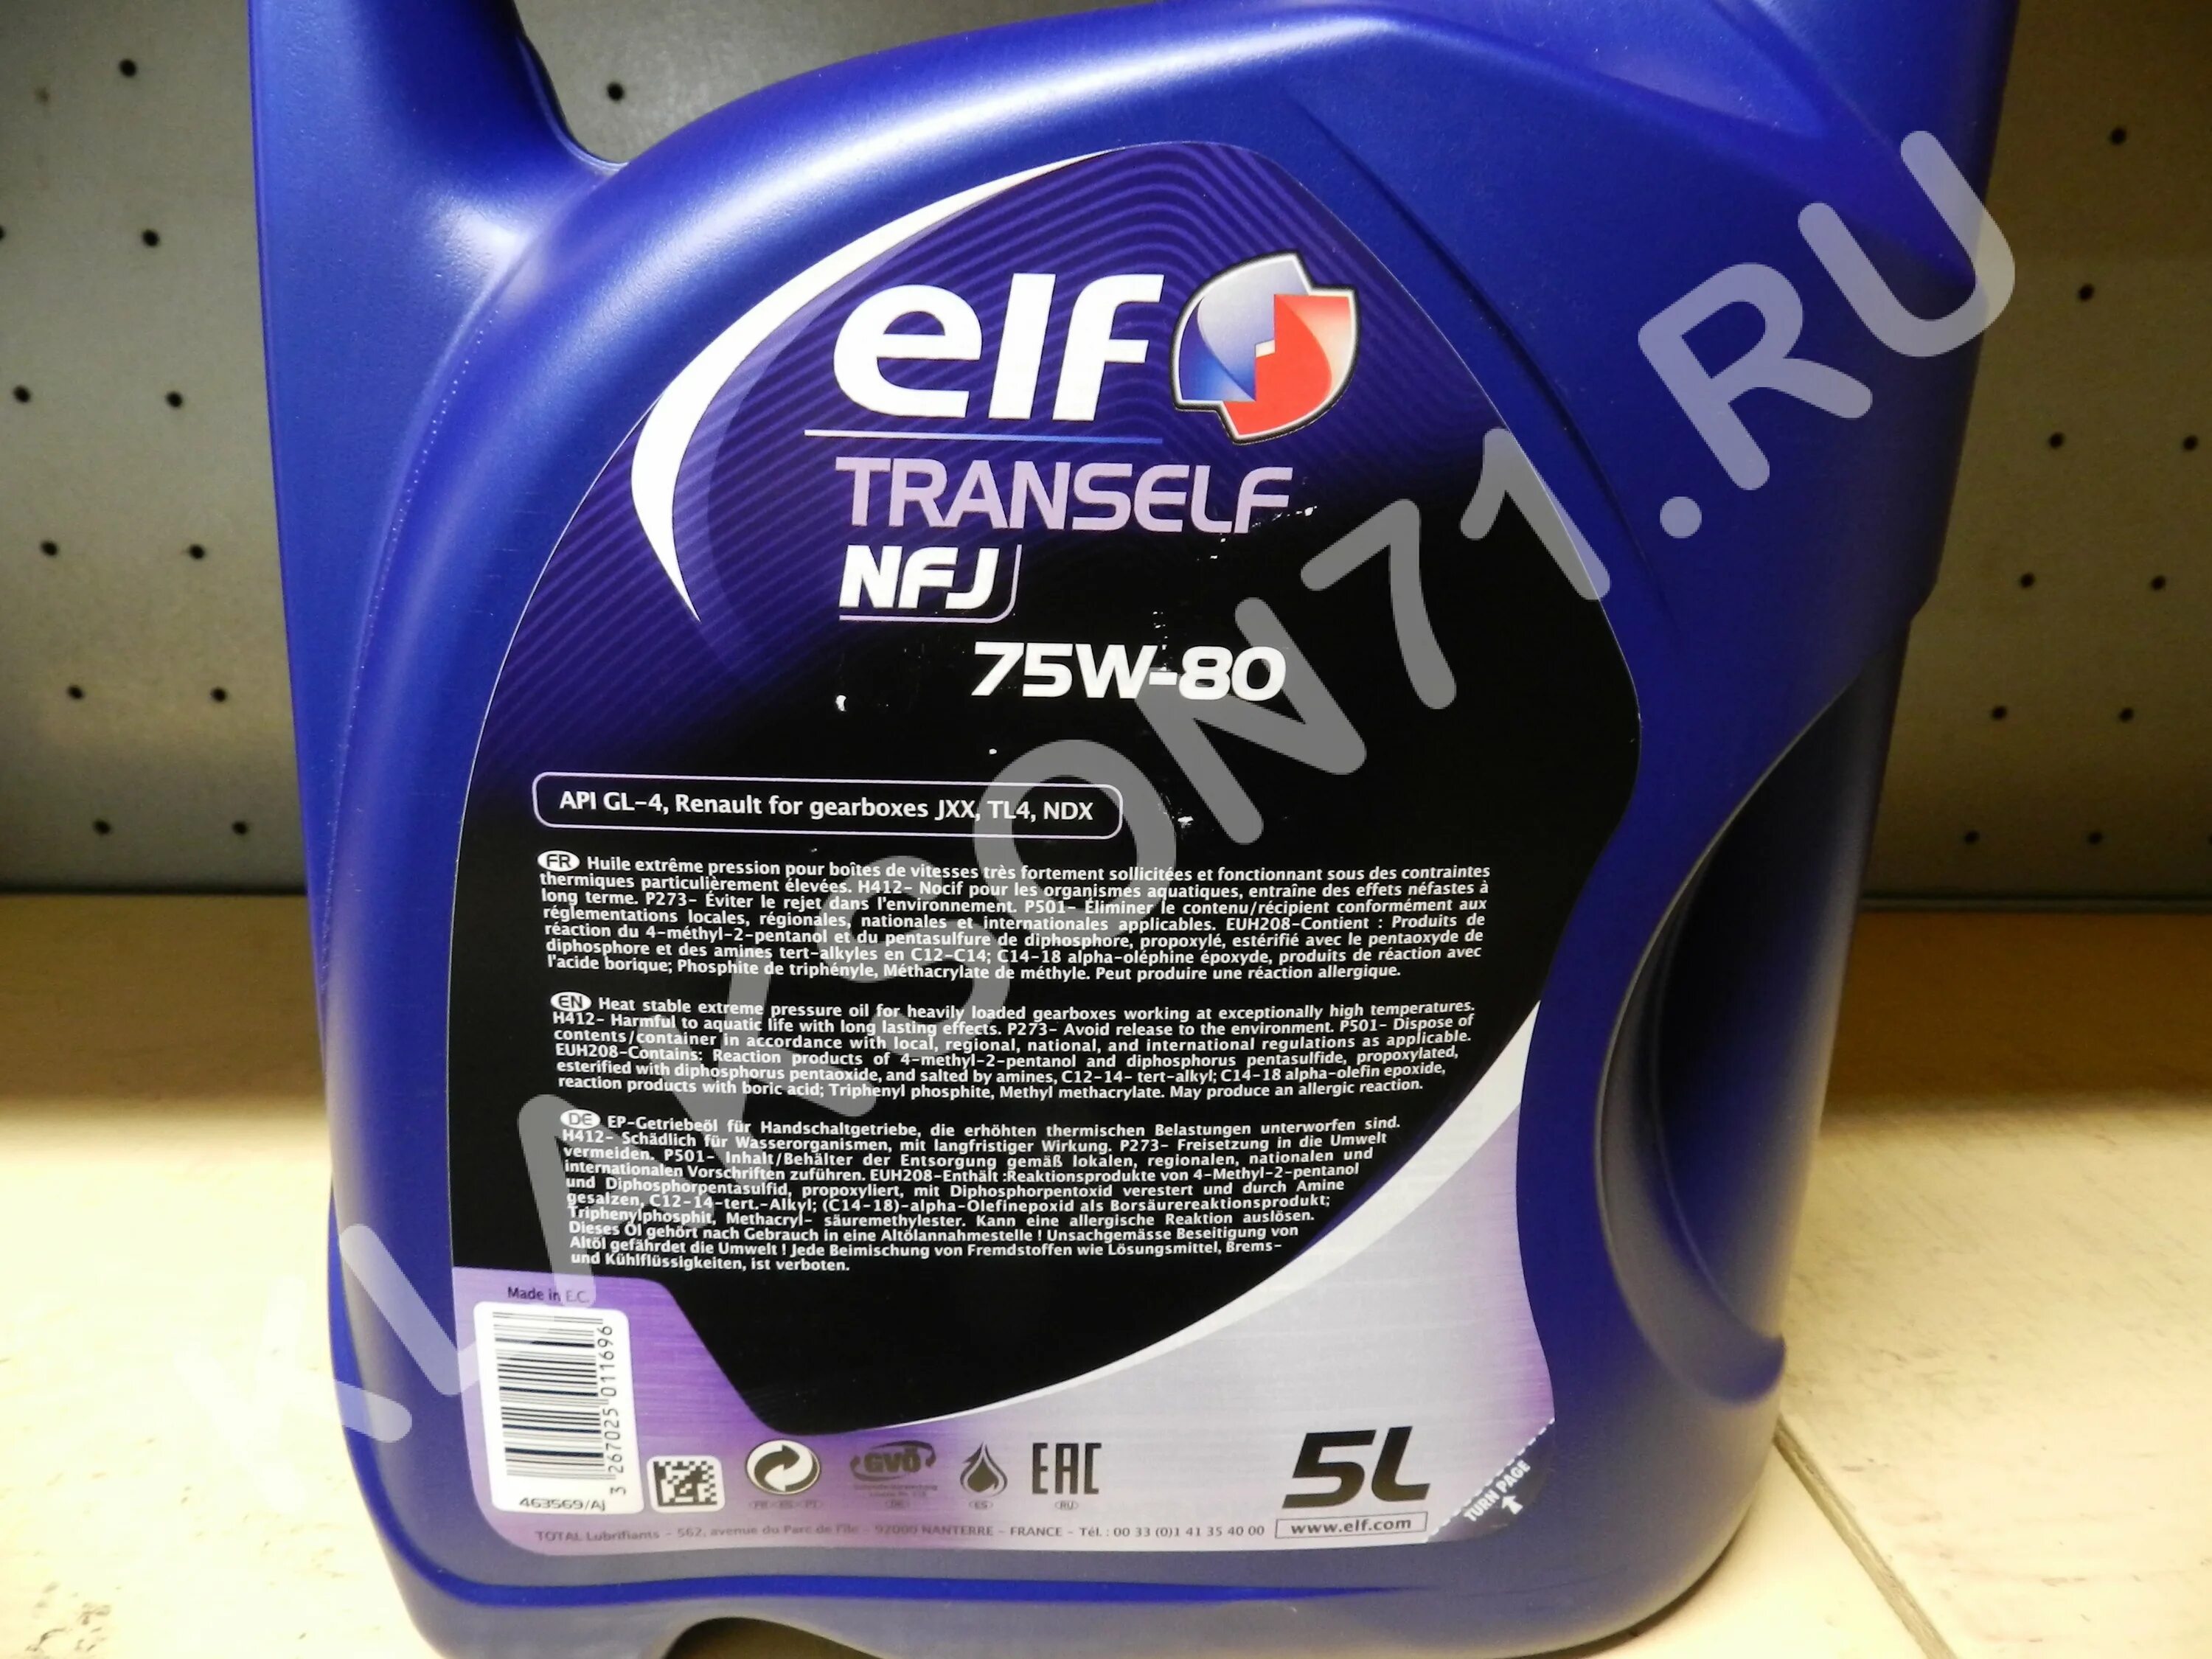 elf
TRANSELF
NFJ
75W-80
API GL-4, Renault for gearboxes JXX, TL4, NDX
FR Huile extrême pression pour boîtes de vitesses très fortement sollicitées et fonctionnant sous des contraintes
thermiques particulièrement élevées. H412- Nocif pour les organismes aquatiques, entraîne des effets néfastes à
long terme. P273- Éviter le rejet dans l'environnement. P501- Éliminer le contenu/récipient conformément aux
réglementations locales, régionales, nationales et internationales applicables. EUH208-Contient : Produits de
réaction du 4-méthyl-2-pentanol et du pentasulfure de diphosphore, propoxylé, estérifié avec le pentaoxyde de
diphosphore et des amines tert-alkyles en C12-C14; C14-18 alpha-oléphine époxyde, produits de réaction avec
l'acide borique; Phosphite de triphényle, Méthacrylate de méthyle. Peut produire une réaction allergique.
EN Heat stable extreme pressure oil for heavily loaded gearboxes working at exceptionally high temperatures.
H412- Harmful to aquatic life with long lasting effects. P273- Avoid release to the environment. P501- Dispose of
contents/container in accordance with local, regional, national, and international regulations as applicable.
EUH208-Contains: Reaction products of 4-methyl-2-pentanol and diphosphorus pentasulfide, propoxylated,
esterified with diphosphorus pentaoxide, and salted by amines, C12-14- tert-alkyl; C14-18 alpha-olefin epoxide,
reaction products with boric acid; Triphenyl phosphite, Methyl methacrylate. May produce an allergic reaction.
DE EP-Getriebeöl für Handschaltgetriebe, die erhöhten thermischen Belastungen unterworfen sind.
H412- Schädlich für Wasserorganismen, mit langfristiger Wirkung. P273- Freisetzung in die Umwelt
vermeiden. P501- Inhalt/Behälter der Entsorgung gemäß lokalen, regionalen, nationalen und
internationalen Vorschriften zuführen. EUH208-Enthält :Reaktionsprodukte von 4-Methyl-2-pentanol
und Diphosphorpentasulfid, propoxyliert, mit Diphosphorpentoxid verestert und durch Amine
gesalzen, C12-14-tert.-Alkyl; (C14-18)-alpha-Olefinepoxid als Borsäurereaktionsprodukt;
Triphenylphosphit, Methacryl- säuremethylester. Kann eine allergische Reaktion auslösen.
Dieses Öl gehört nach Gebrauch in eine Altölannahmestelle ! Unsachgemässe Beseitigung von
Altöl gefährdet die Umwelt ! Jede Beimischung von Fremdstoffen wie Lösungsmittel, Brems-
und Kühlflüssigkeiten, ist verboten.
Made in E.C.
3 267025 011696
463569/AJ
GVÖ
ES
EAC
RU
5L
TURN PAGE
TOTAL Lubrifiants - 562, avenue du Parc de l'île - 92000 NANTERRE - FRANCE - Tél. : 00 33 (0)1 41 35 40 00
www.elf.com
KLAKSON71.RU